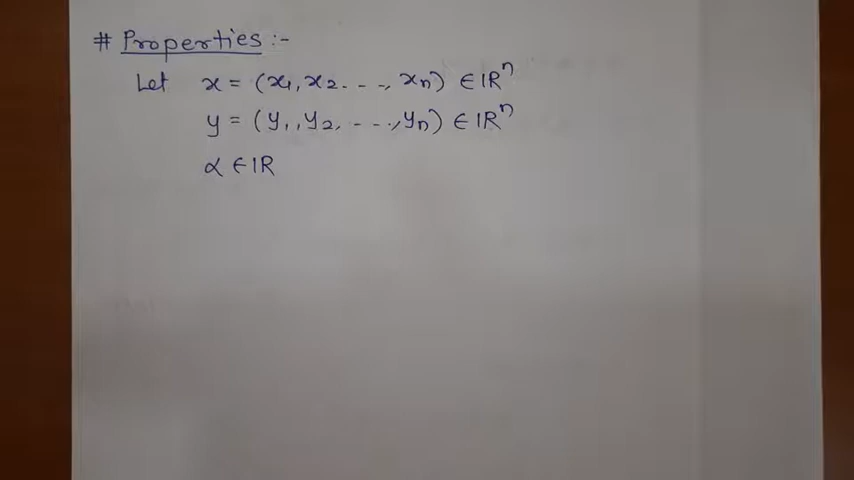 # Properties :-
Let x = (x₁, x₂ - - -, xₙ) ∈ ℝⁿ
y = (y₁, y₂, - - -, yₙ) ∈ ℝⁿ
α ∈ ℝ